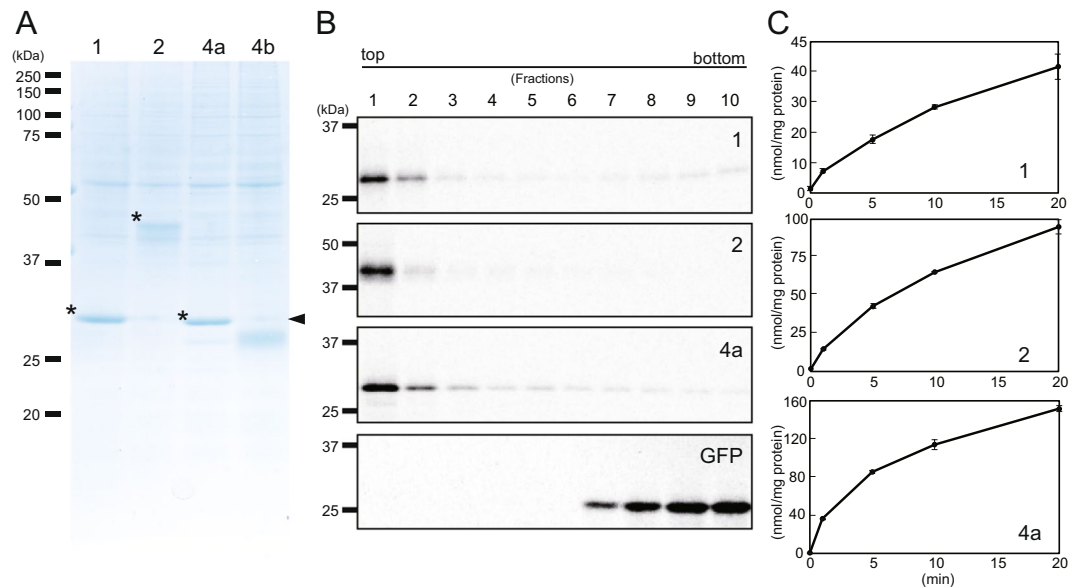 A
1 2 4a 4b
(kDa)
250
150
100
75
50
37
25
20
*
*
*
B
top bottom
(Fractions)
1 2 3 4 5 6 7 8 9 10
(kDa)
37
1
25
50
2
37
37
4a
25
37
GFP
25
C
45
40
30
20
10
0
(nmol/mg protein)
1
0 5 10 15 20
100
75
50
25
0
(nmol/mg protein)
2
0 5 10 15 20
160
120
80
40
0
(nmol/mg protein)
4a
0 5 10 15 20
(min)